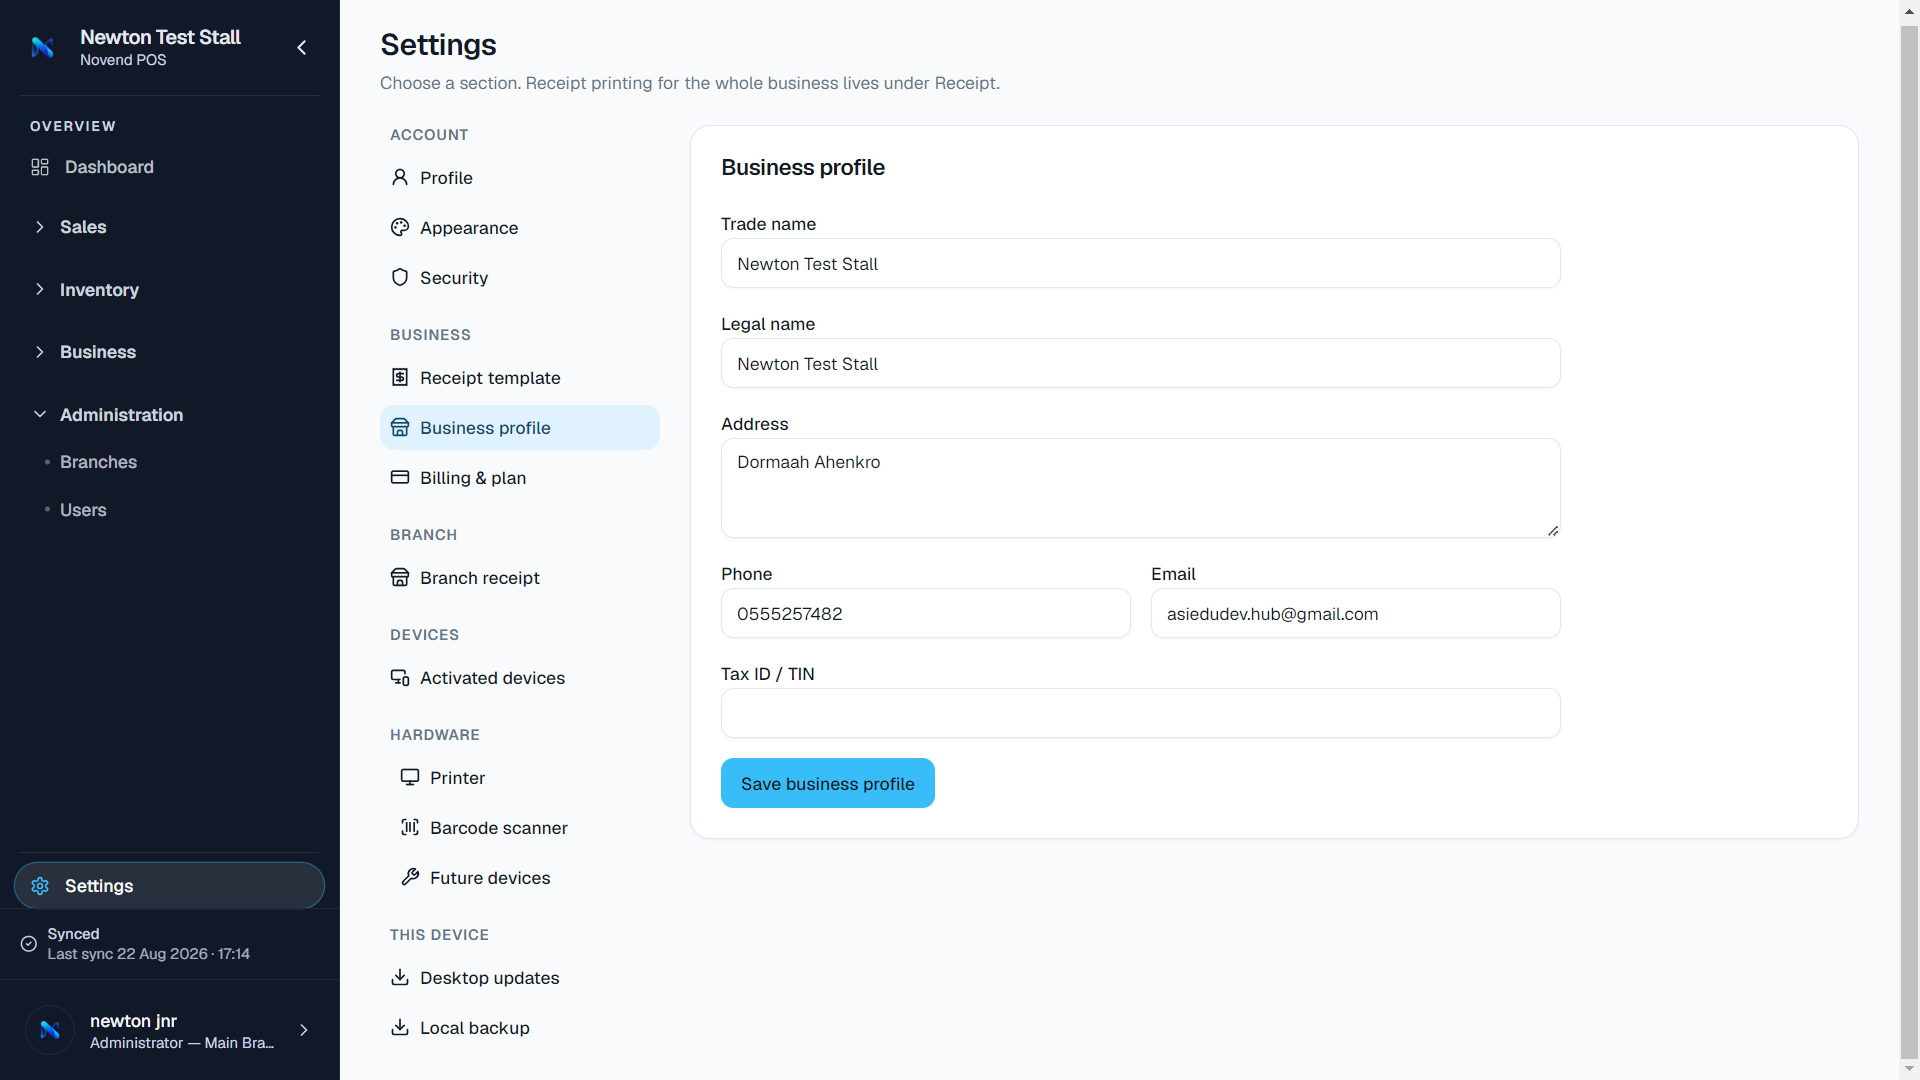 Newton Test Stall
Novend POS
OVERVIEW
Dashboard
Sales
Inventory
Business
Administration
Branches
Users
Settings
Synced
Last sync 22 Aug 2026 · 17:14
newton jnr
Administrator — Main Bra...
Settings
Choose a section. Receipt printing for the whole business lives under Receipt.
ACCOUNT
Profile
Appearance
Security
BUSINESS
Receipt template
Business profile
Billing & plan
BRANCH
Branch receipt
DEVICES
Activated devices
HARDWARE
Printer
Barcode scanner
Future devices
THIS DEVICE
Desktop updates
Local backup
Business profile
Trade name
Newton Test Stall
Legal name
Newton Test Stall
Address
Dormaah Ahenkro
Phone
0555257482
Email
asiedudev.hub@gmail.com
Tax ID / TIN
Save business profile